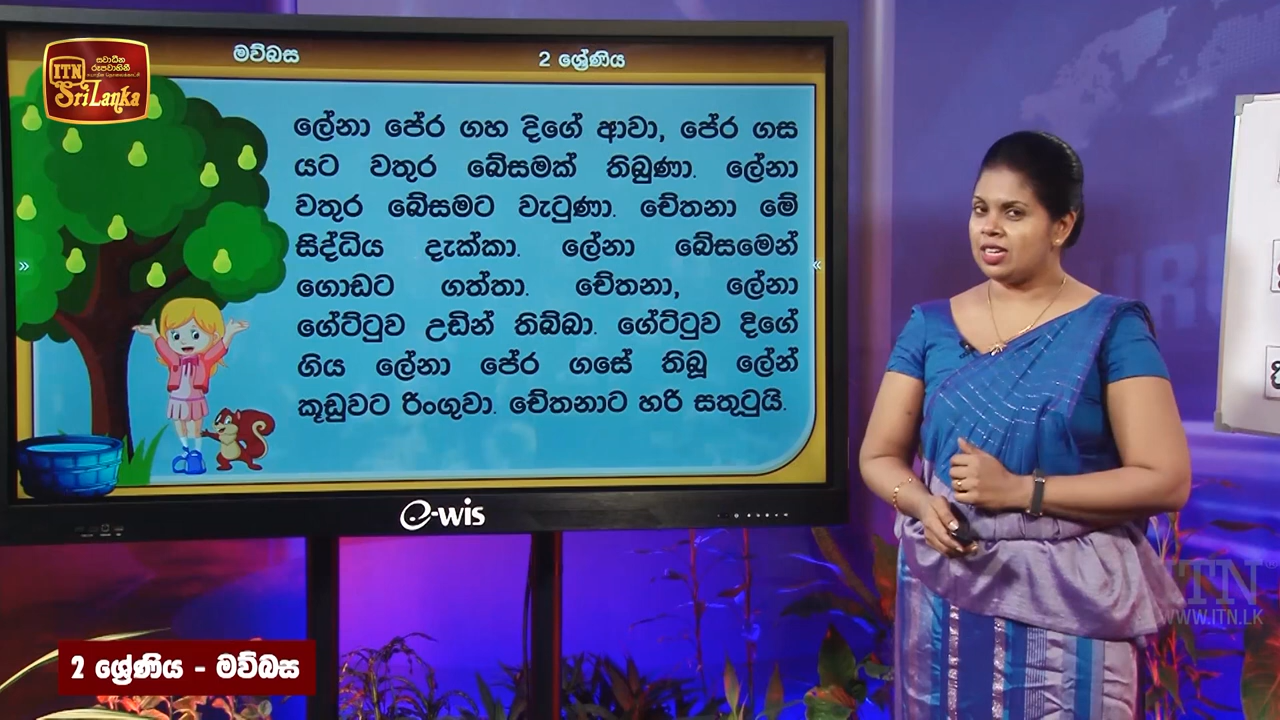 ITN
ස්වාධීන
රූපවාහිනී
Sri Lanka
මව්බස
2 ශ්‍රේණිය
ලේනා පේර ගහ දිගේ ආවා, පේර ගස
යට වතුර බේසමක් තිබුණා. ලේනා
වතුර බේසමට වැටුණා. චේතනා මේ
සිද්ධිය දැක්කා. ලේනා බේසමෙන්
ගොඩට ගත්තා. චේතනා, ලේනා
ගේට්ටුව උඩින් තිබ්බා. ගේට්ටුව දිගේ
ගිය ලේනා පේර ගසේ තිබූ ලේන්
කූඩුවට රිංගුවා. චේතනාට හරි සතුටුයි.
e-wis
ITN
WWW.ITN.LK
2 ශ්‍රේණිය - මව්බස